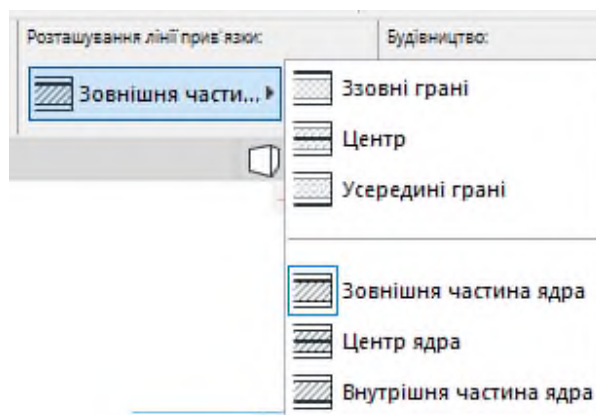 Розташування лінії прив'язки:
Будівництво:
Зовнішня части...
Ззовні грані
Центр
Усередині грані
Зовнішня частина ядра
Центр ядра
Внутрішня частина ядра